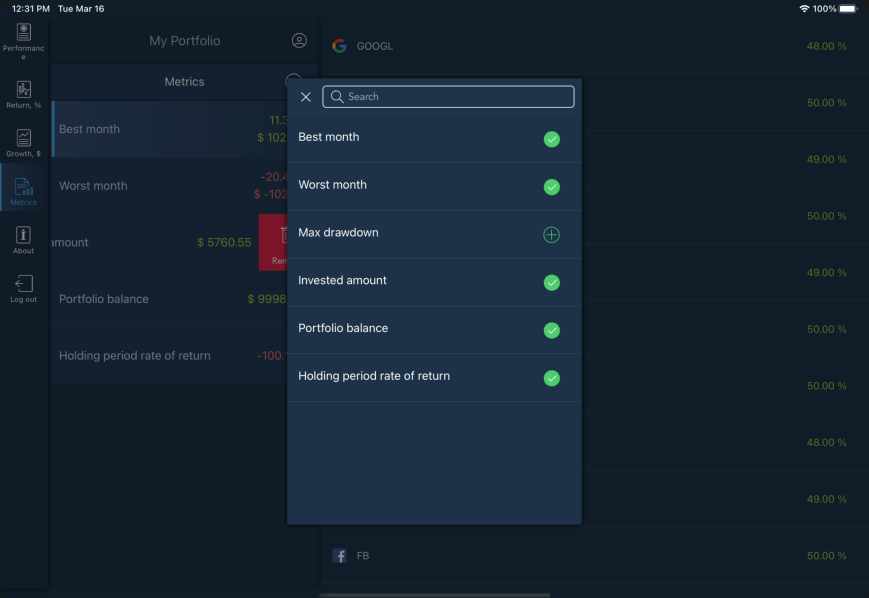 12:31 PM Tue Mar 16
100%
Performanc
e
Return, %
Growth, $
Metrics
About
Log out
My Portfolio
Metrics
Best month
11.3
$ 102
Worst month
-20.4
$ -102
amount
$ 5760.55
Rem
Portfolio balance
$ 9998
Holding period rate of return
-100.
Search
Best month
Worst month
Max drawdown
Invested amount
Portfolio balance
Holding period rate of return
GOOGL
48.00 %
50.00 %
49.00 %
50.00 %
49.00 %
50.00 %
50.00 %
48.00 %
49.00 %
FB
50.00 %